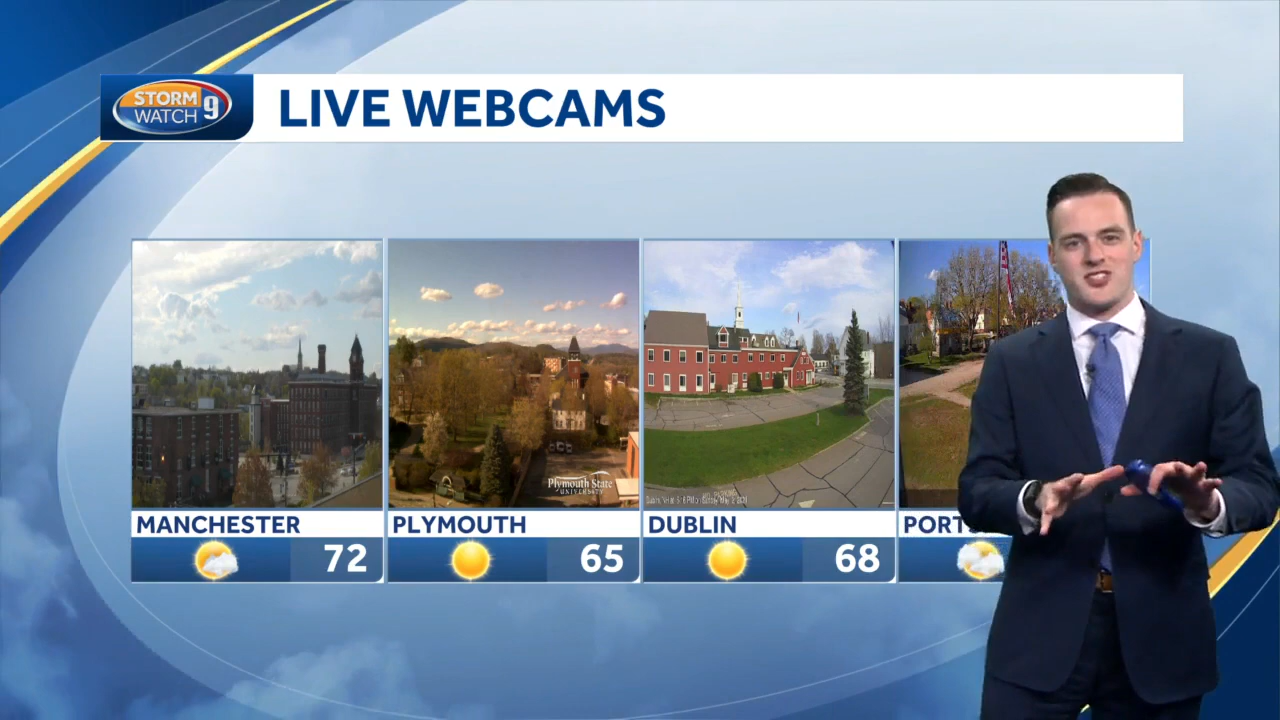 STORM
WATCH 9
LIVE WEBCAMS
Plymouth State
UNIVERSITY
MANCHESTER
PLYMOUTH
DUBLIN
PORT
72
65
68